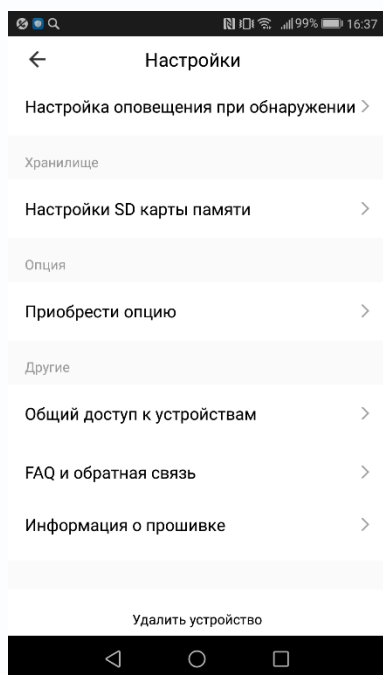 99% 16:37
Настройки
Настройка оповещения при обнаружении
Хранилище
Настройки SD карты памяти
Опция
Приобрести опцию
Другие
Общий доступ к устройствам
FAQ и обратная связь
Информация о прошивке
Удалить устройство